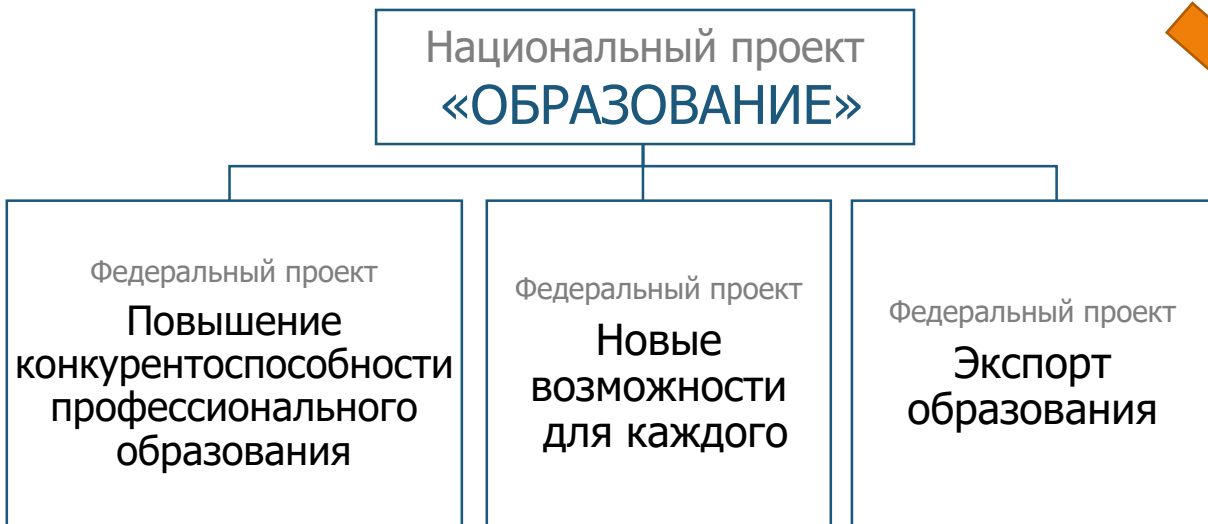 Национальный проект
«ОБРАЗОВАНИЕ»
Федеральный проект
Повышение
конкурентоспособности
профессионального
образования
Федеральный проект
Новые
возможности
для каждого
Федеральный проект
Экспорт
образования